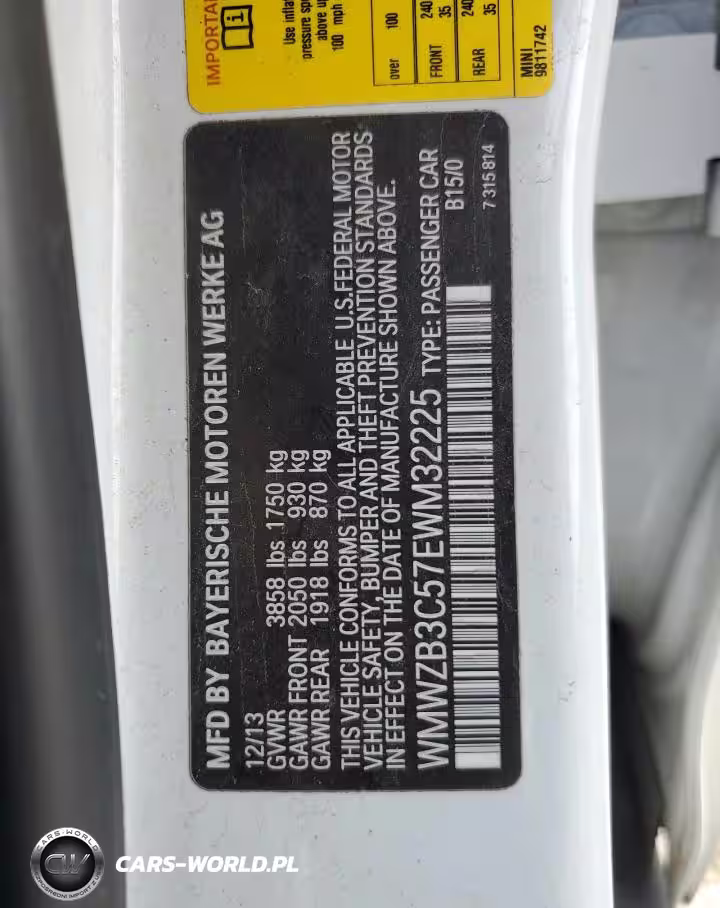 IMPORTA
Use infla
pressure sp
above u
100 mph
over 100
FRONT 240 35
REAR 240 35
MINI
9811742
MFD BY BAYERISCHE MOTOREN WERKE AG
12/13
GVWR 3858 lbs 1750 kg
GAWR FRONT 2050 lbs 930 kg
GAWR REAR 1918 lbs 870 kg
THIS VEHICLE CONFORMS TO ALL APPLICABLE U.S.FEDERAL MOTOR
VEHICLE SAFETY, BUMPER AND THEFT PREVENTION STANDARDS
IN EFFECT ON THE DATE OF MANUFACTURE SHOWN ABOVE.
WMWZB3C57EWM32225 TYPE: PASSENGER CAR
B15/0
7 315 814
CARS-WORLD
CW
CARS-WORLD.PL